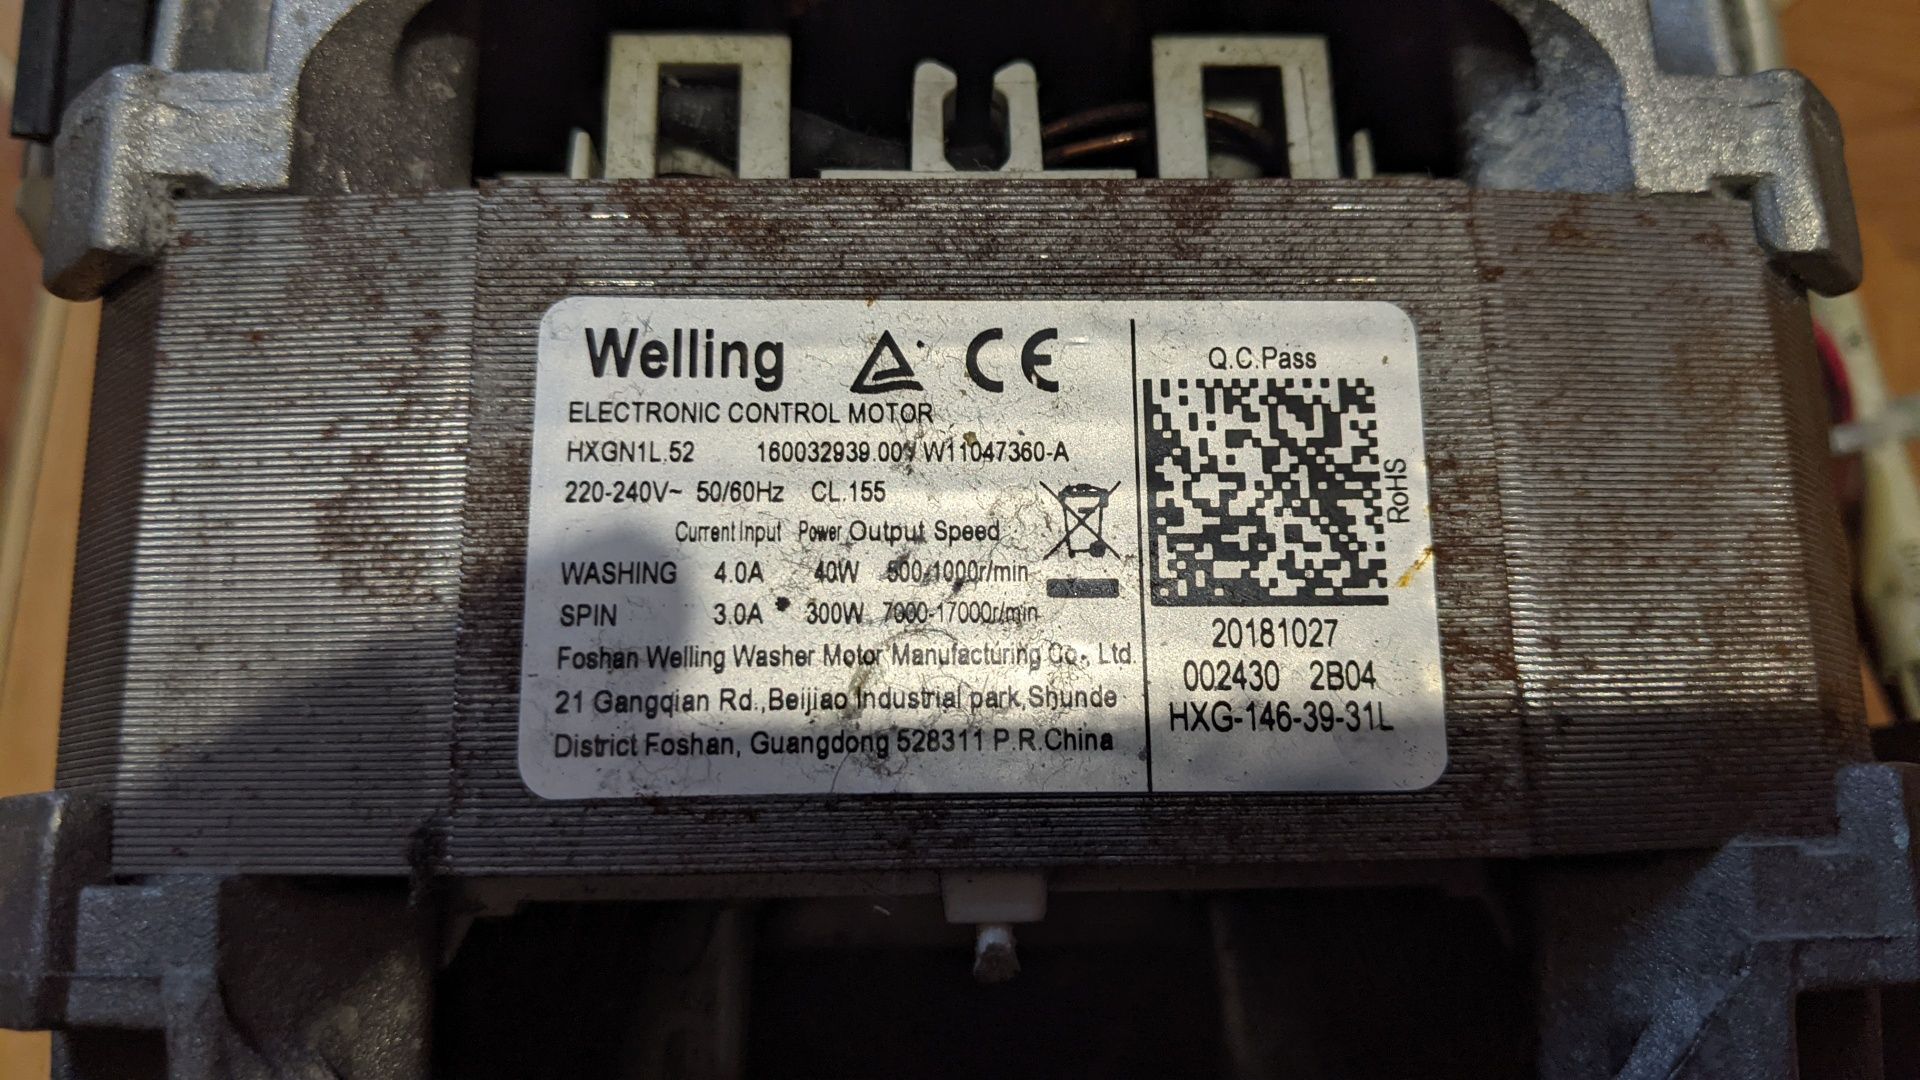 Welling CE
ELECTRONIC CONTROL MOTOR
HXGN1L.52 160032939.00 W11047360-A
220-240V~ 50/60Hz CL.155
Current Input Power Output Speed
WASHING 4.0A 40W 500-1000r/min
SPIN 3.0A 300W 7000-17000r/min
Foshan Welling Washer Motor Manufacturing Co., Ltd.
21 Gangqian Rd.,Beijiao Industrial park,Shunde
District Foshan, Guangdong 528311 P.R.China
Q.C.Pass
RoHS
20181027
002430 2B04
HXG-146-39-31L